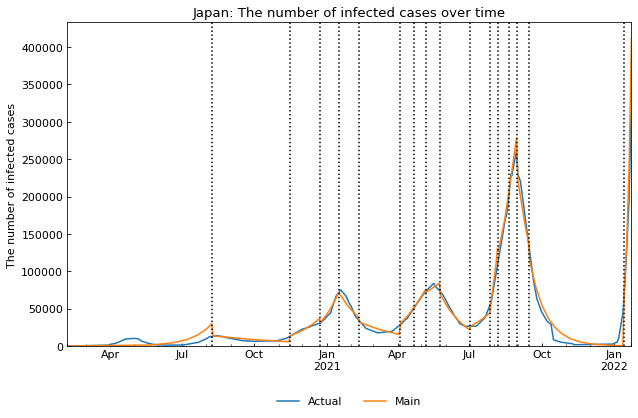 Japan: The number of infected cases over time
The number of infected cases
400000
350000
300000
250000
200000
150000
100000
50000
0
Apr Jul Oct Jan Apr Jul Oct Jan
2021 2022
Actual Main